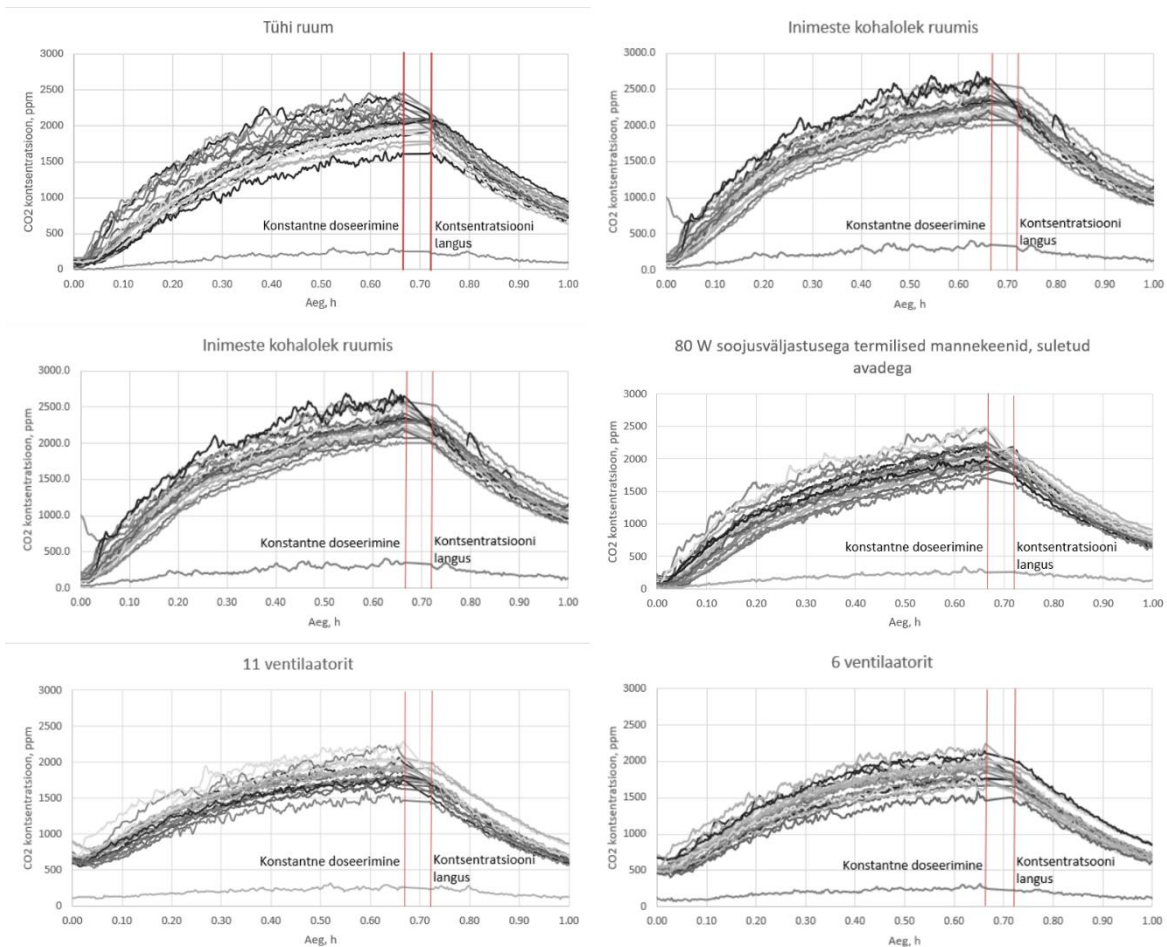 Tühi ruum
CO2 kontsentratsioon, ppm
3000
2500
2000
1500
1000
500
0
Konstantne doseerimine
Kontsentratsiooni
langus
0.00 0.10 0.20 0.30 0.40 0.50 0.60 0.70 0.80 0.90 1.00
Aeg, h
Inimeste kohalolek ruumis
CO2 kontsentratsioon, ppm
3000.0
2500.0
2000.0
1500.0
1000.0
500.0
0.0
Konstantne doseerimine
Kontsentratsiooni
langus
0.00 0.10 0.20 0.30 0.40 0.50 0.60 0.70 0.80 0.90 1.00
Aeg, h
Inimeste kohalolek ruumis
CO2 kontsentratsioon, ppm
3000.0
2500.0
2000.0
1500.0
1000.0
500.0
0.0
Konstantne doseerimine
Kontsentratsiooni
langus
0.00 0.10 0.20 0.30 0.40 0.50 0.60 0.70 0.80 0.90 1.00
Aeg, h
80 W soojusväljastusega termilised mannekeenid, suletud
avadega
CO2 kontsentratsioon, ppm
3000
2500
2000
1500
1000
500
0
Konstantne doseerimine
kontsentratsiooni
langus
0.00 0.10 0.20 0.30 0.40 0.50 0.60 0.70 0.80 0.90 1.00
Aeg, h
11 ventilaatorit
CO2 kontsentratsioon, ppm
3000
2500
2000
1500
1000
500
0
Konstantne doseerimine
Kontsentratsiooni
langus
0.00 0.10 0.20 0.30 0.40 0.50 0.60 0.70 0.80 0.90 1.00
Aeg, h
6 ventilaatorit
CO2 kontsentratsioon, ppm
3000
2500
2000
1500
1000
500
0
Konstantne doseerimine
Kontsentratsooni
langus
0.00 0.10 0.20 0.30 0.40 0.50 0.60 0.70 0.80 0.90 1.00
Aeg, h